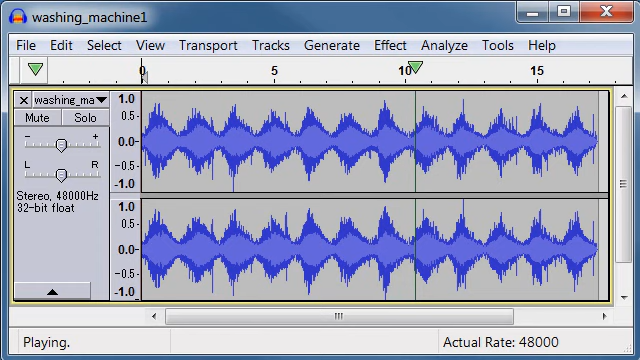 washing_machine1
File Edit Select View Transport Tracks Generate Effect Analyze Tools Help
0 5 10 15
washing_ma
Mute Solo
- +
L R
Stereo, 48000Hz
32-bit float
1.0
0.5
0.0
-0.5
-1.0
1.0
0.5
0.0
-0.5
-1.0
Playing. Actual Rate: 48000